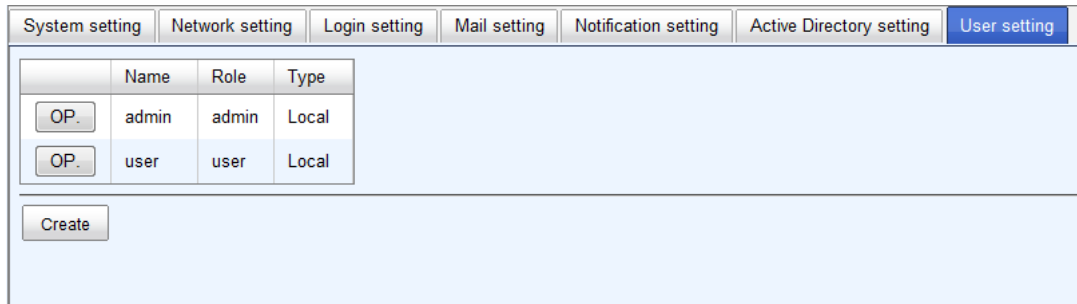 System setting Network setting Login setting Mail setting Notification setting Active Directory setting User setting
Name Role Type
OP. admin admin Local
OP. user user Local
Create